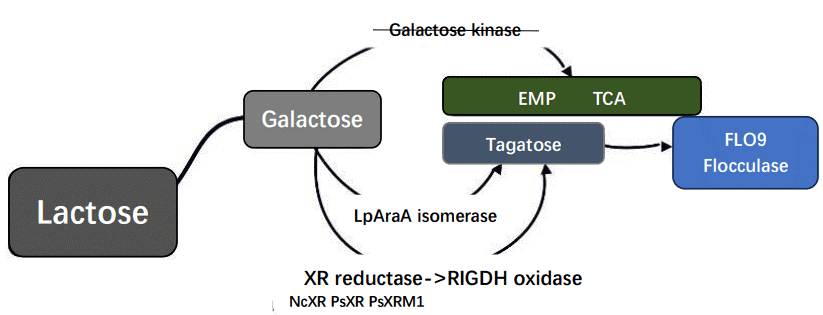 Galactose kinase
EMP TCA
Galactose
Tagatose
FLO9
Flocculase
Lactose
LpAraA isomerase
XR reductase->RIGDH oxidase
NcXR PsXR PsXRM1